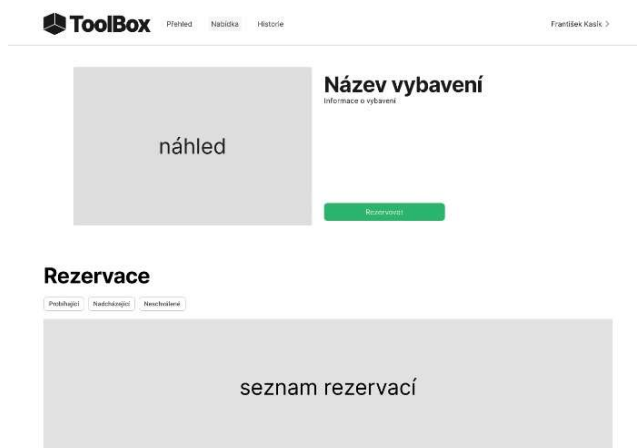 ToolBox Přehled Nabídka Historie František Kasík >
náhled
Název vybavení
Informace o vybavení
Rezervovat
Rezervace
Probíhající Nadcházející Neschválené
seznam rezervací